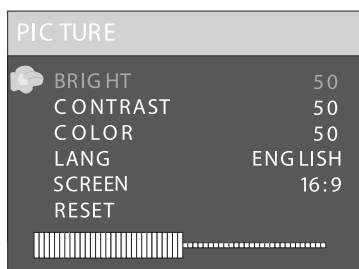 PICTURE
BRIGHT 50
CONTRAST 50
COLOR 50
LANG ENGLISH
SCREEN 16:9
RESET